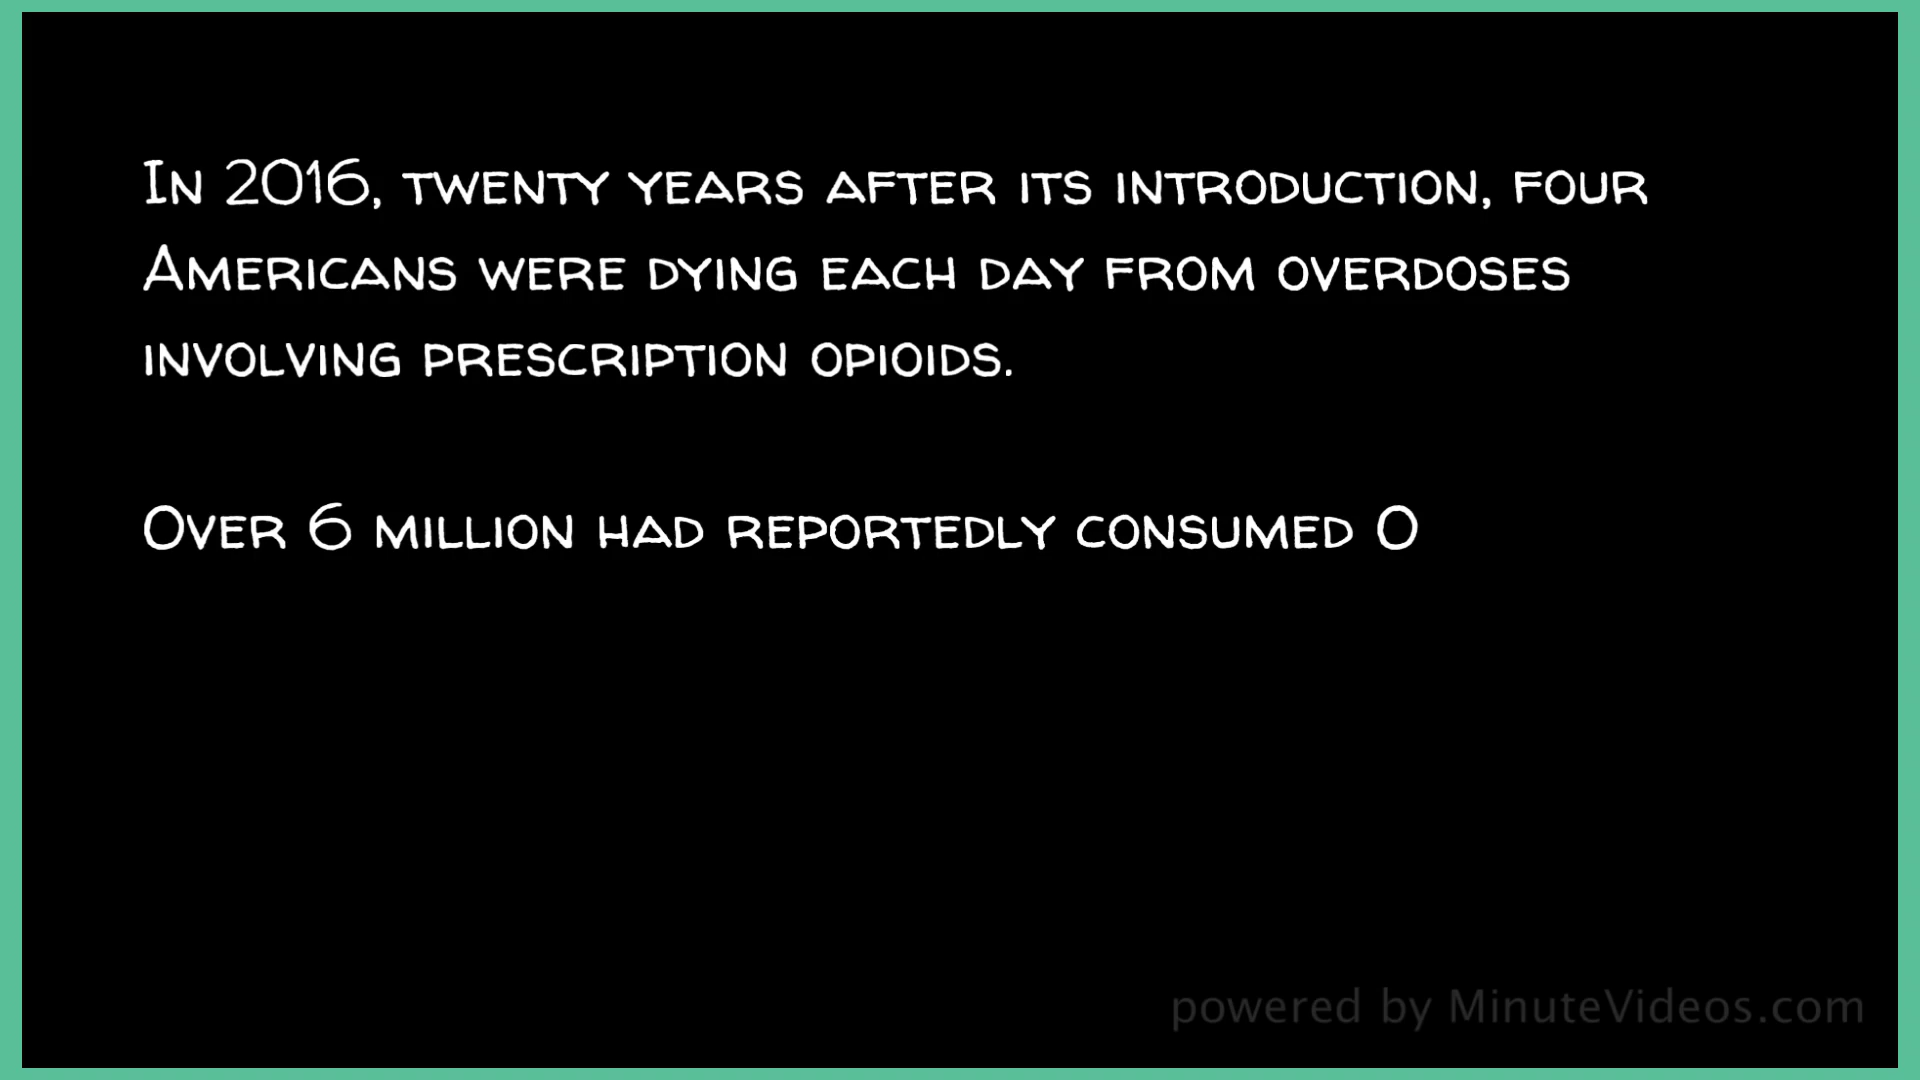 In 2016, twenty years after its introduction, four
Americans were dying each day from overdoses
involving prescription opioids.
Over 6 million had reportedly consumed O
powered by MinuteVideos.com